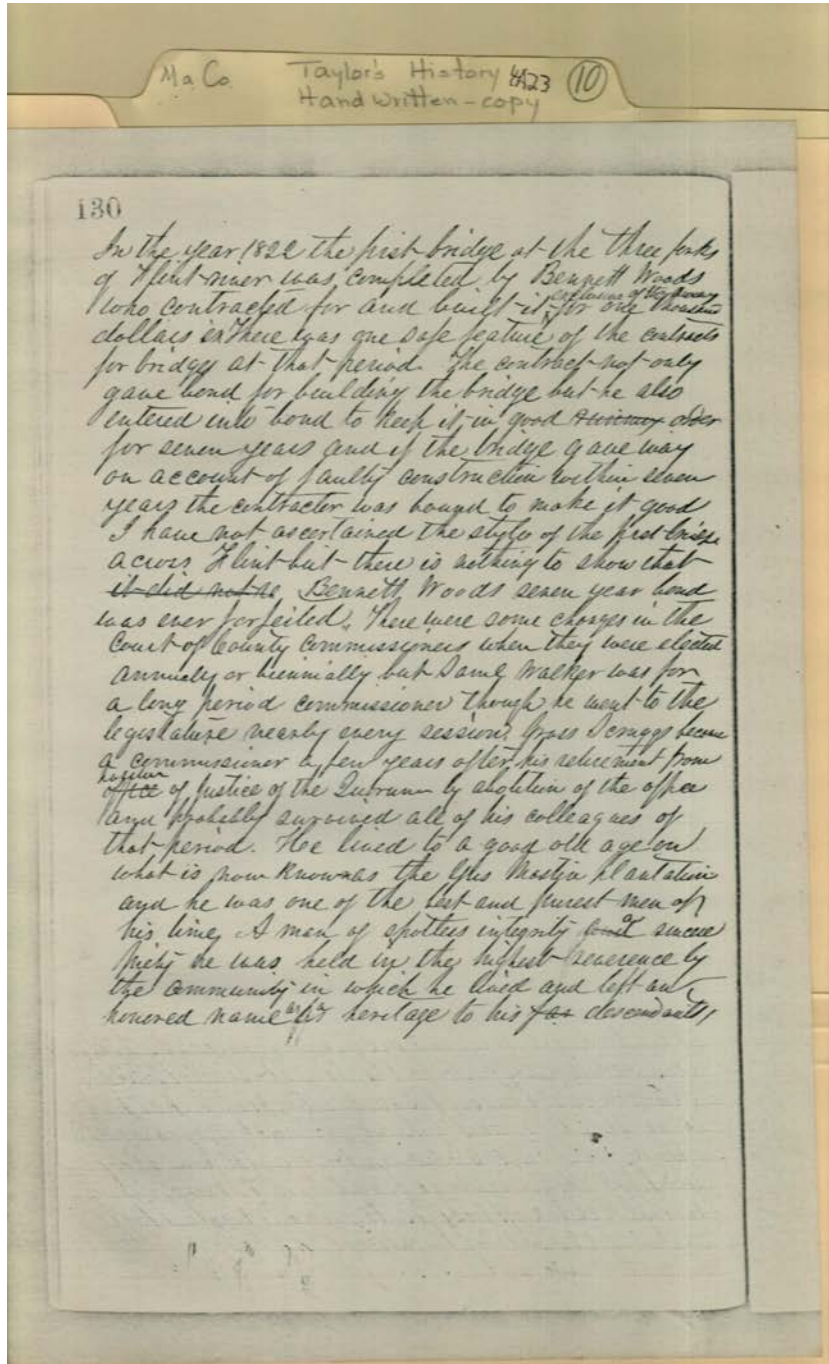 Ma. Co. Taylor's History 4A23 10
Hand written - copy
130
In the year 1822 the first bridge at the three forks
of Flint river was completed by Bennett Woods
who contracted for and built it, exclusive of the for one thousand
dollars There was one safe feature of the contracts
for bridges at that period. The contract not only
gave bond for building the bridge but he also
entered into bond to keep it in good running order
for seven years and if the bridge gave way
on account of faulty construction within seven
years the contractor was bound to make it good
I have not ascertained the style of the first bridge
across Flint but there is nothing to show that
it did not Bennett Woods seven year bond
was ever forfeited. There were some changes in the
Court of County Commissioners when they were elected
annually or biennially but Saml Walker was for
a long period commissioner though he went to the
legislature nearly every session. Gross Scruggs became
a commissioner a few years after his retirement from
position
office of Justice of the Quorum by abolition of the office
and probably survived all of his colleagues of
that period. He lived to a good old age on
what is now known as the Gus plantation
and he was one of the best and purest men of
his time, A man of spotless integrity and of sincere
piety he was held in the highest reverence by
the community in which he lived and left an
honored name as a heritage to his far descendants,